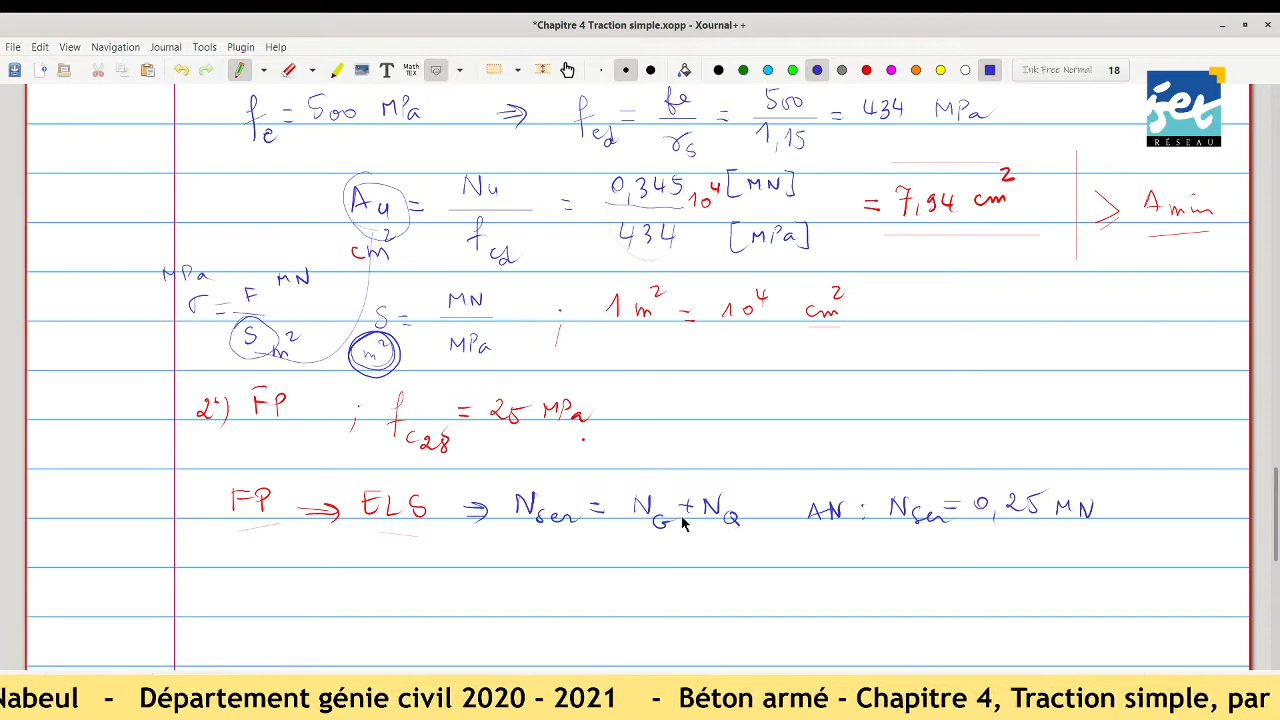 *Chapitre 4 Traction simple.xopp - Xournal++
File Edit View Navigation Journal Tools Plugin Help
Ink Free Normal 18
iset
RÉSEAU
fe = 500 MPa ⇒ fed = fe/γs = 500/1,15 = 434 MPa
Au = Nu/fed = 0,345 10⁴ [MN] / 434 [MPa] = 7,94 cm² ⩾ Amin
cm²
MPa MN
σ = F/S m² S = MN/MPa ; 1 m² = 10⁴ cm²
m²
2°) FP ; fc28 = 25 MPa.
FP ⇒ ELS ⇒ Nser = NG + NQ AN : Nser = 0,25 MN
Nabeul - Département génie civil 2020 - 2021 - Béton armé - Chapitre 4, Traction simple, par